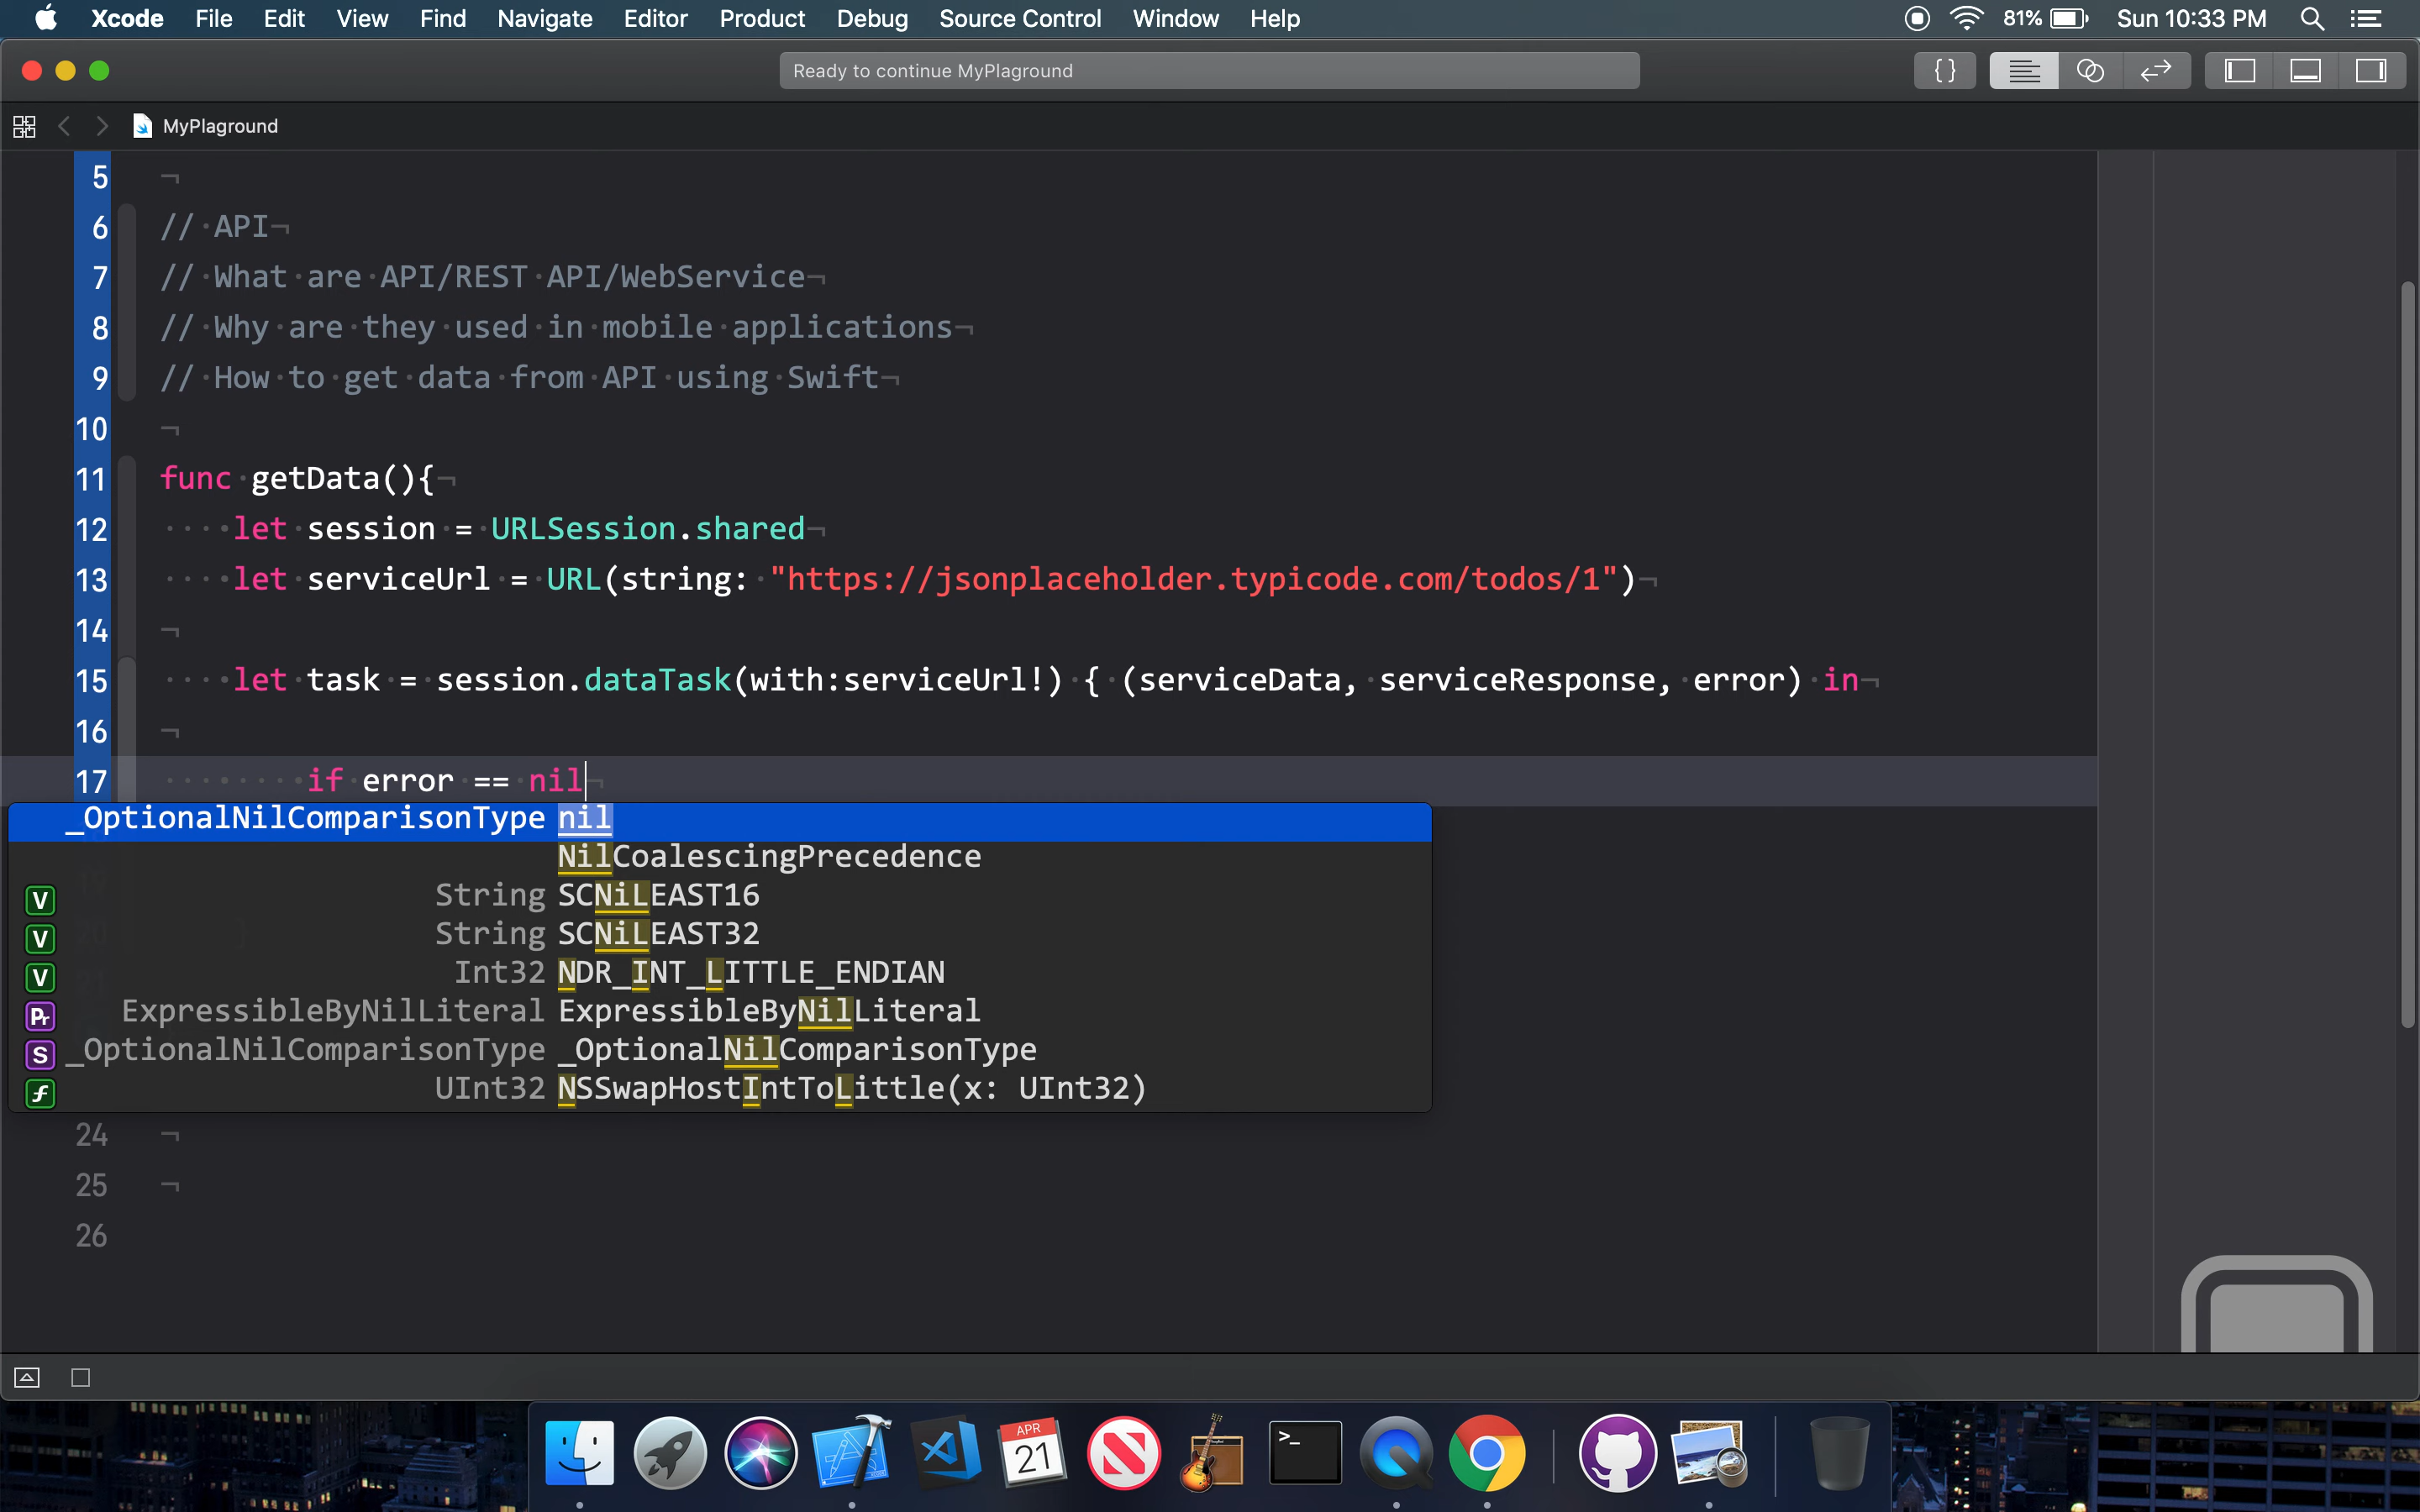 Xcode File Edit View Find Navigate Editor Product Debug Source Control Window Help 81% Sun 10:33 PM
Ready to continue MyPlaground {}
MyPlaground
5 ¬
6 // API¬
7 // What are API/REST API/WebService¬
8 // Why are they used in mobile applications¬
9 // How to get data from API using Swift¬
10 ¬
11 func getData(){¬
12 let session = URLSession.shared¬
13 let serviceUrl = URL(string: "https://jsonplaceholder.typicode.com/todos/1")¬
14 ¬
15 let task = session.dataTask(with:serviceUrl!) { (serviceData, serviceResponse, error) in¬
16 ¬
17 if error == nil¬
_OptionalNilComparisonType nil
NilCoalescingPrecedence
V String SCNiLEAST16
V String SCNiLEAST32
V Int32 NDR_INT_LITTLE_ENDIAN
Pr ExpressibleByNilLiteral ExpressibleByNilLiteral
S _OptionalNilComparisonType _OptionalNilComparisonType
f UInt32 NSSwapHostIntToLittle(x: UInt32)
24 ¬
25 ¬
26
APR
21
>_